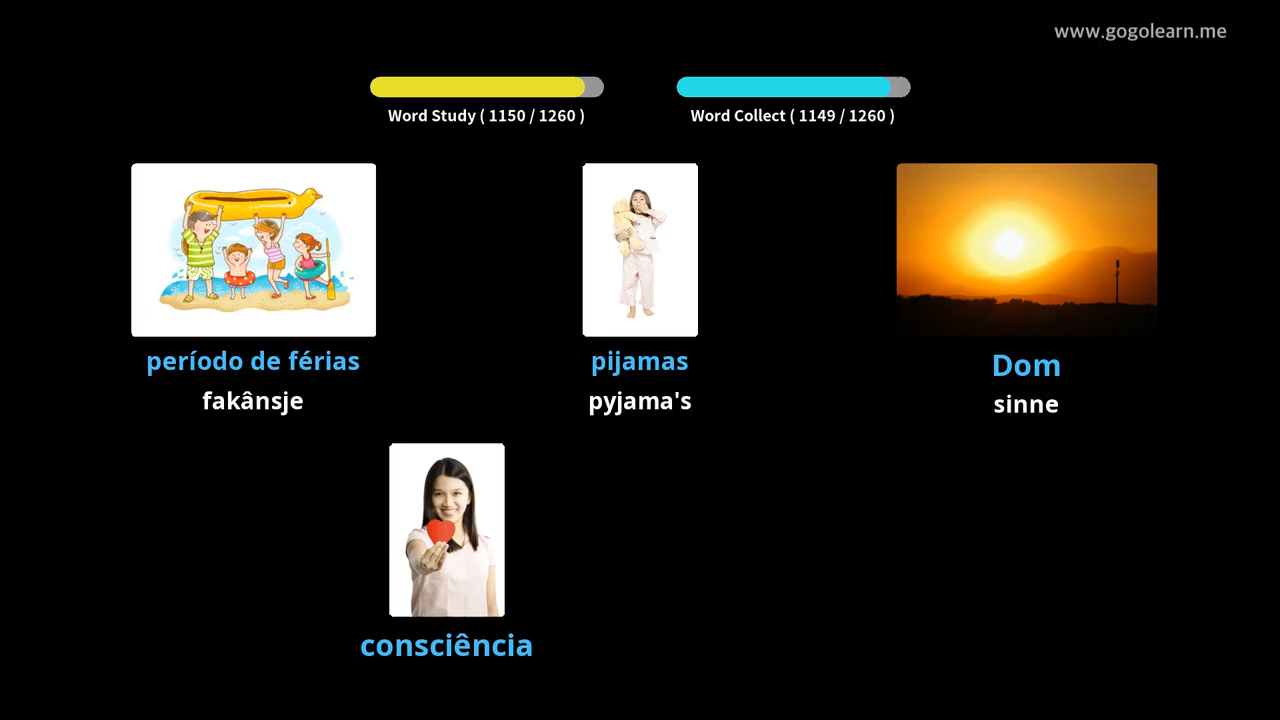 www.gogolearn.me
Word Study ( 1150 / 1260 )
Word Collect ( 1149 / 1260 )
período de férias
fakânsje
pijamas
pyjama's
Dom
sinne
consciência